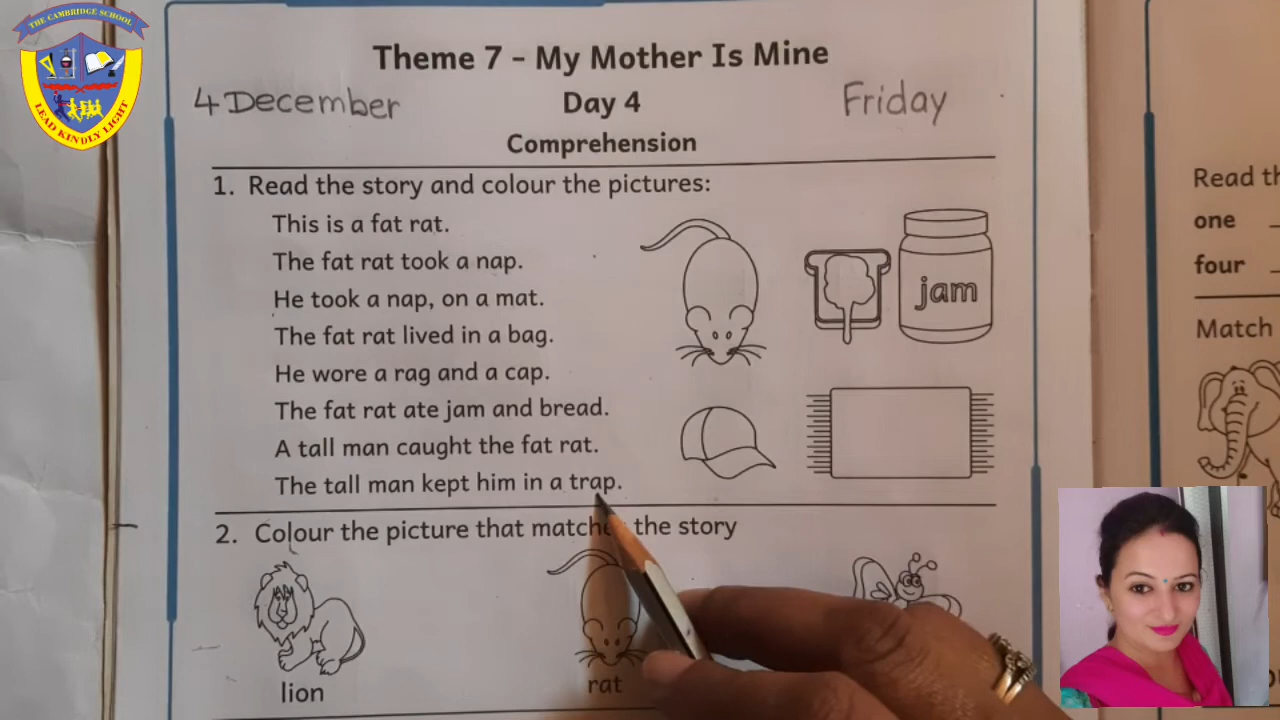 THE CAMBRIDGE SCHOOL
LEAD KINDLY LIGHT
Theme 7 - My Mother Is Mine
4 December
Day 4
Friday
Comprehension
1. Read the story and colour the pictures:
This is a fat rat.
The fat rat took a nap.
He took a nap, on a mat.
The fat rat lived in a bag.
He wore a rag and a cap.
The fat rat ate jam and bread.
A tall man caught the fat rat.
The tall man kept him in a trap.
jam
2. Colour the picture that matches the story
lion
rat
Read th
one
four
Match